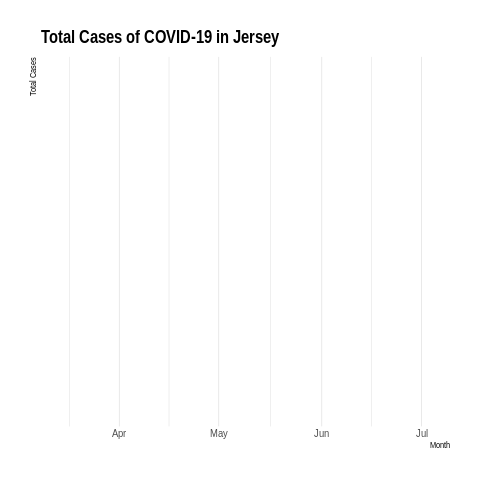 Total Cases of COVID-19 in Jersey
Total Cases
Apr May Jun Jul
Month